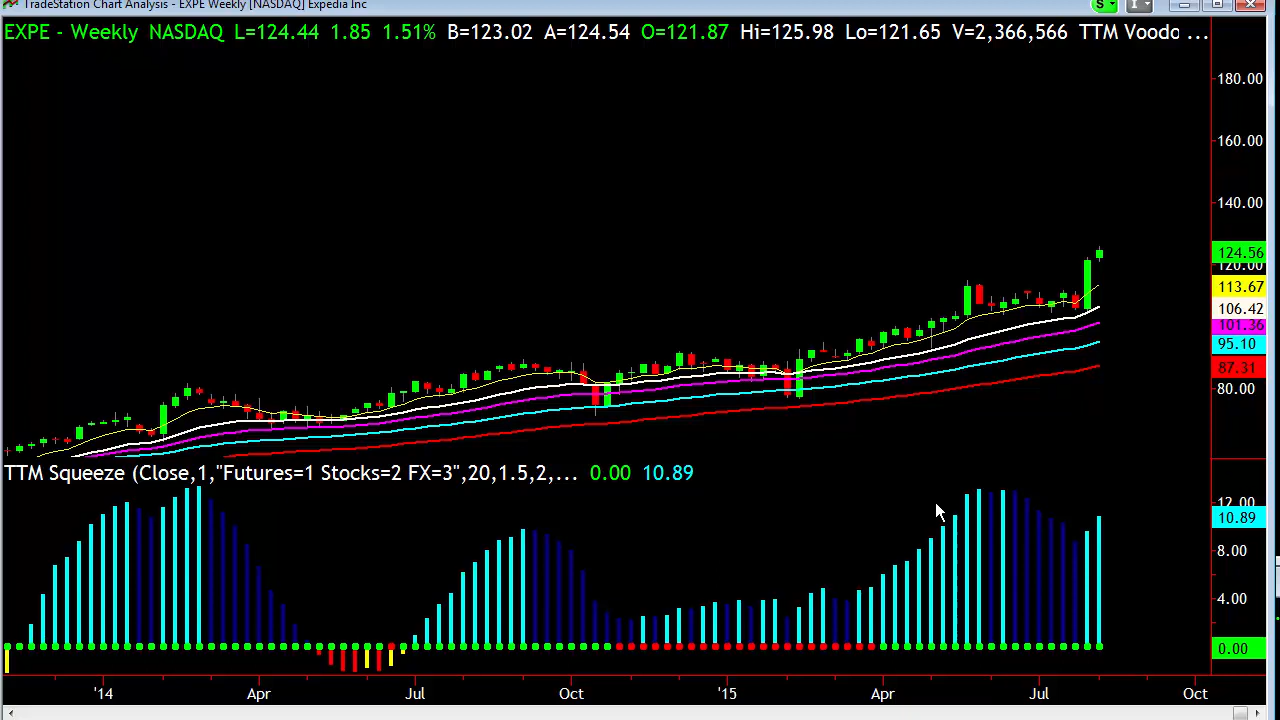 TradeStation Chart Analysis - EXPE Weekly [NASDAQ] Expedia Inc
S
I
EXPE - Weekly NASDAQ L=124.44 1.85 1.51% B=123.02 A=124.54 O=121.87 Hi=125.98 Lo=121.65 V=2,366,566 TTM Voodo ...
180.00
160.00
140.00
124.56
120.00
113.67
106.42
101.36
95.10
87.31
80.00
TTM Squeeze (Close,1,"Futures=1 Stocks=2 FX=3",20,1.5,2,... 0.00 10.89
12.00
10.89
8.00
4.00
0.00
'14 Apr Jul Oct '15 Apr Jul Oct